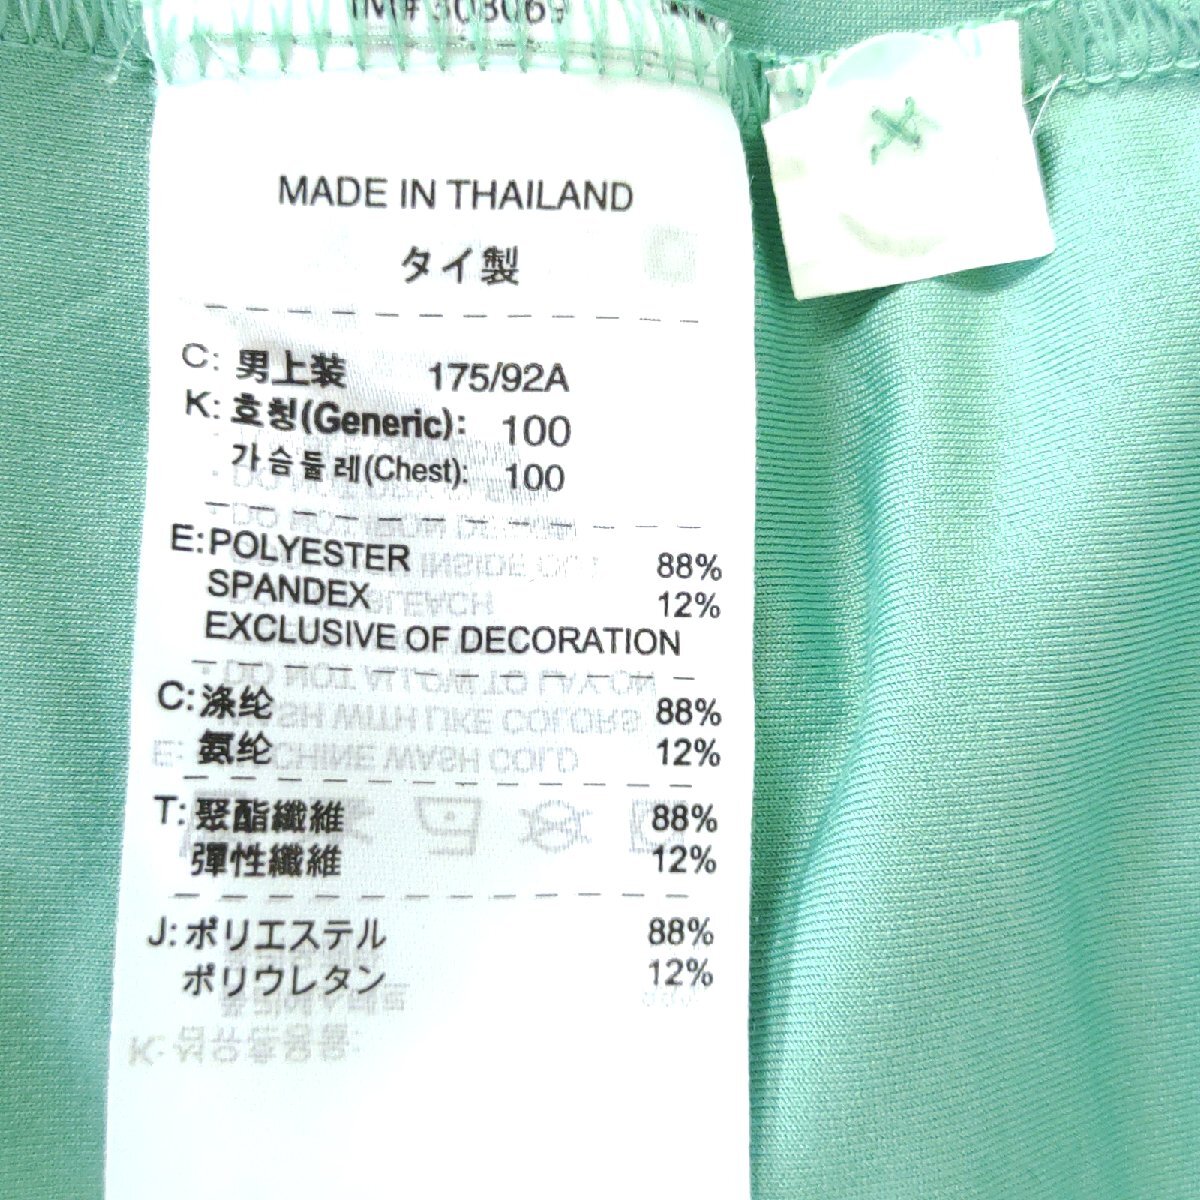 MADE IN THAILAND
タイ製
C: 男上装 175/92A
K: 호칭(Generic): 100
가슴둘레(Chest): 100
E: POLYESTER 88%
SPANDEX 12%
EXCLUSIVE OF DECORATION
C: 涤纶 88%
氨纶 12%
T: 聚酯纖維 88%
彈性纖維 12%
J: ポリエステル 88%
ポリウレタン 12%